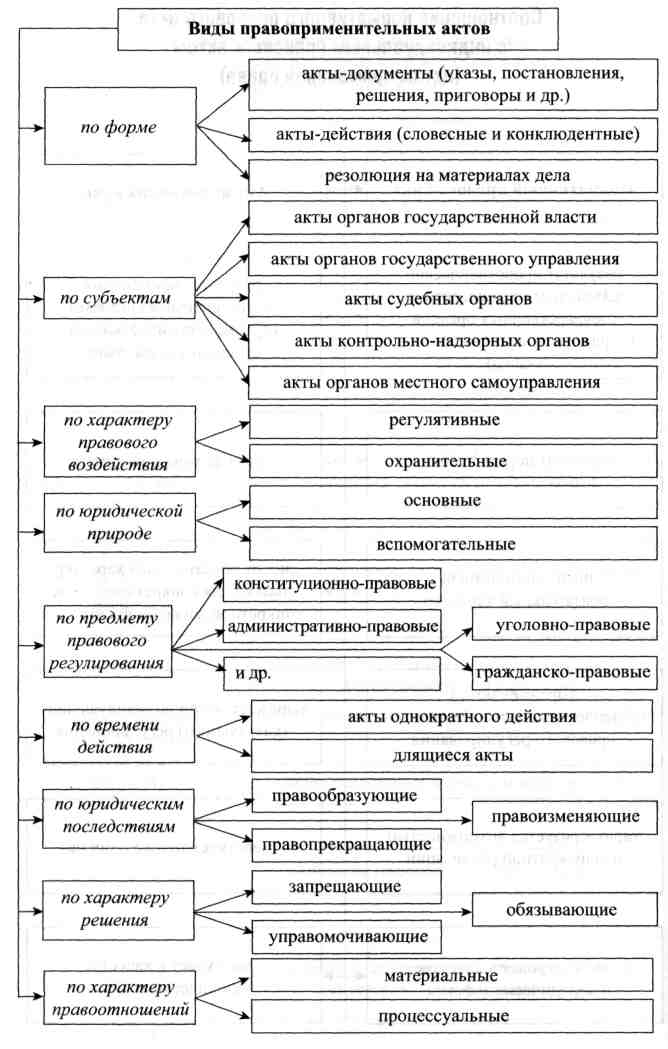 Виды правоприменительных актов
по форме
акты-документы (указы, постановления,
решения, приговоры и др.)
акты-действия (словесные и конклюдентные)
резолюция на материалах дела
по субъектам
акты органов государственной власти
акты органов государственного управления
акты судебных органов
акты контрольно-надзорных органов
акты органов местного самоуправления
по характеру
правового
воздействия
регулятивные
охранительные
по юридической
природе
основные
вспомогательные
по предмету
правового
регулирования
конституционно-правовые
административно-правовые
и др.
уголовно-правовые
гражданско-правовые
по времени
действия
акты однократного действия
длящиеся акты
по юридическим
последствиям
правообразующие
правоизменяющие
правопрекращающие
по характеру
решения
запрещающие
обязывающие
управомочивающие
по характеру
правоотношений
материальные
процессуальные